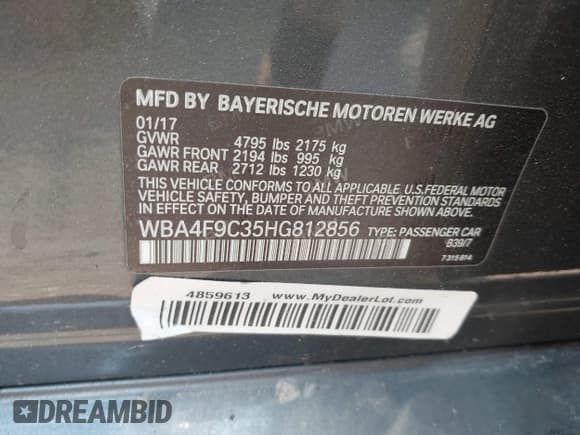 MFD BY BAYERISCHE MOTOREN WERKE AG
01/17
GVWR 4795 lbs 2175 kg
GAWR FRONT 2194 lbs 995 kg
GAWR REAR 2712 lbs 1230 kg
THIS VEHICLE CONFORMS TO ALL APPLICABLE U.S.FEDERAL MOTOR
VEHICLE SAFETY, BUMPER AND THEFT PREVENTION STANDARDS
IN EFFECT ON THE DATE OF MANUFACTURE SHOWN ABOVE.
WBA4F9C35HG812856 TYPE: PASSENGER CAR
B39/7
7 315 814
4859613 www.MyDealerLot.com
DREAMBID